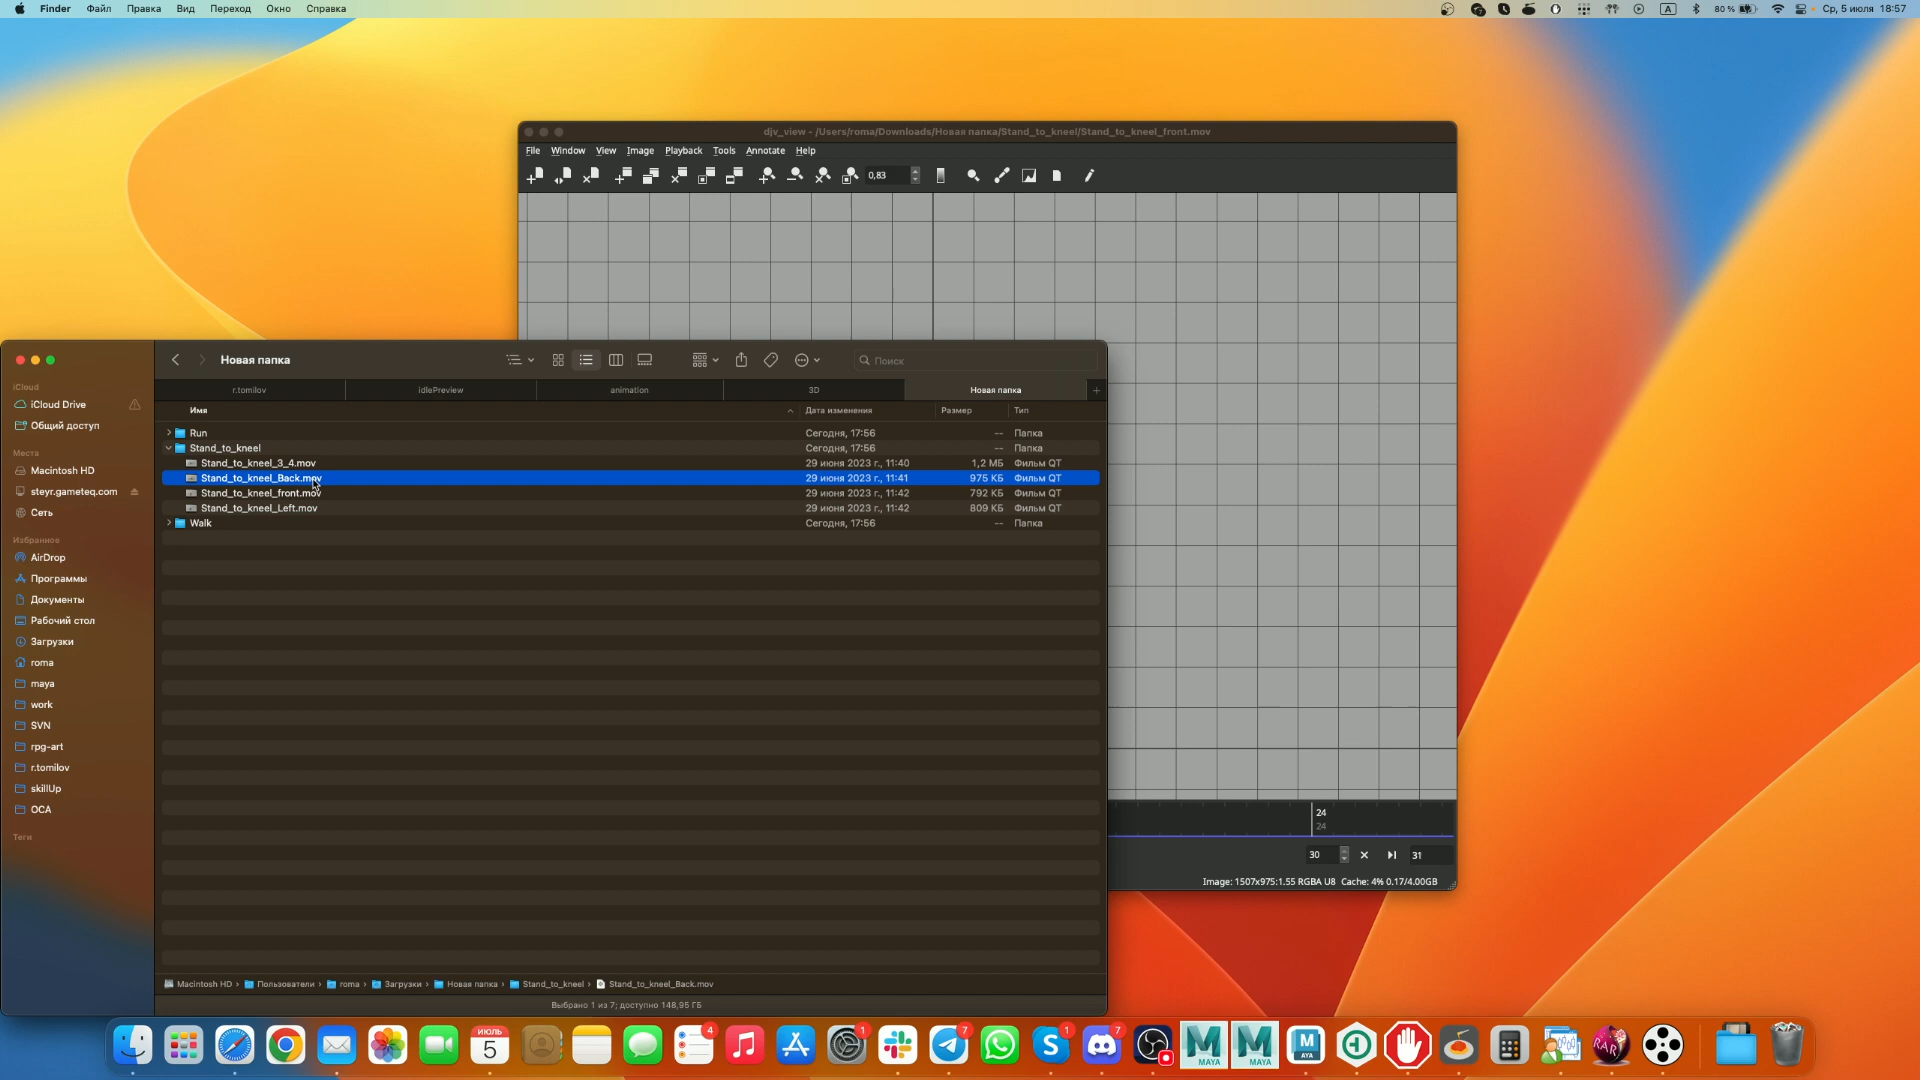 Finder Файл Правка Вид Переход Окно Справка
A 80 % Ср, 5 июля 18:57
djv_view - /Users/roma/Downloads/Новая папка/Stand_to_kneel/Stand_to_kneel_front.mov
File Window View Image Playback Tools Annotate Help
0,83
Новая папка
Поиск
r.tomilov idlePreview animation 3D Новая папка +
Имя Дата изменения Размер Тип
Run Сегодня, 17:56 -- Папка
Stand_to_kneel Сегодня, 17:56 -- Папка
Stand_to_kneel_3_4.mov 29 июня 2023 г., 11:40 1,2 МБ Фильм QT
Stand_to_kneel_Back.mov 29 июня 2023 г., 11:41 975 КБ Фильм QT
Stand_to_kneel_front.mov 29 июня 2023 г., 11:42 792 КБ Фильм QT
Stand_to_kneel_Left.mov 29 июня 2023 г., 11:42 809 КБ Фильм QT
Walk Сегодня, 17:56 -- Папка
iCloud
iCloud Drive
Общий доступ
Места
Macintosh HD
steyr.gameteq.com
Сеть
Избранное
AirDrop
Программы
Документы
Рабочий стол
Загрузки
roma
maya
work
SVN
rpg-art
r.tomilov
skillUp
OCA
Теги
24
24
30 31
Image: 1507x975:1.55 RGBA U8 Cache: 4% 0.17/4.00GB
Macintosh HD › Пользователи › roma › Загрузки › Новая папка › Stand_to_kneel › Stand_to_kneel_Back.mov
Выбрано 1 из 7; доступно 148,95 ГБ
ИЮЛЬ
5
4
1
7
1
7
MAYA
MAYA
M
AYA
RAR